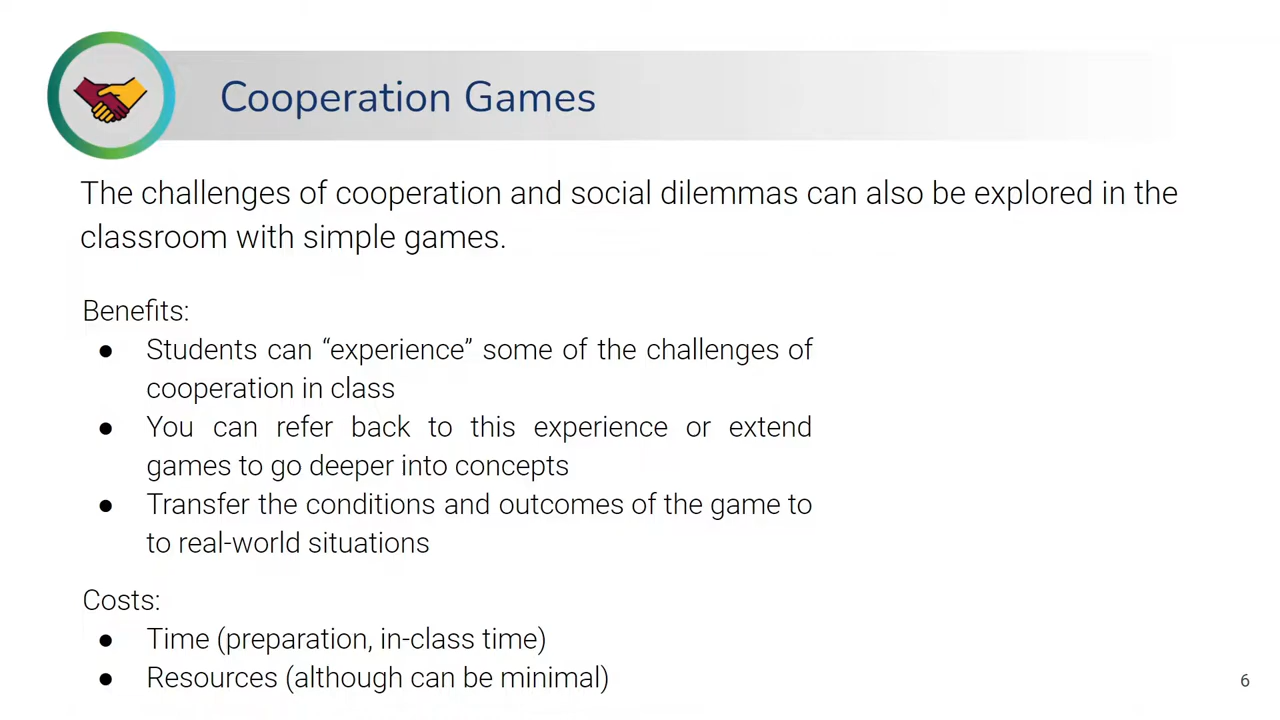 Cooperation Games
The challenges of cooperation and social dilemmas can also be explored in the
classroom with simple games.
Benefits:
● Students can “experience” some of the challenges of
cooperation in class
● You can refer back to this experience or extend
games to go deeper into concepts
● Transfer the conditions and outcomes of the game to
to real-world situations
Costs:
● Time (preparation, in-class time)
● Resources (although can be minimal)
6